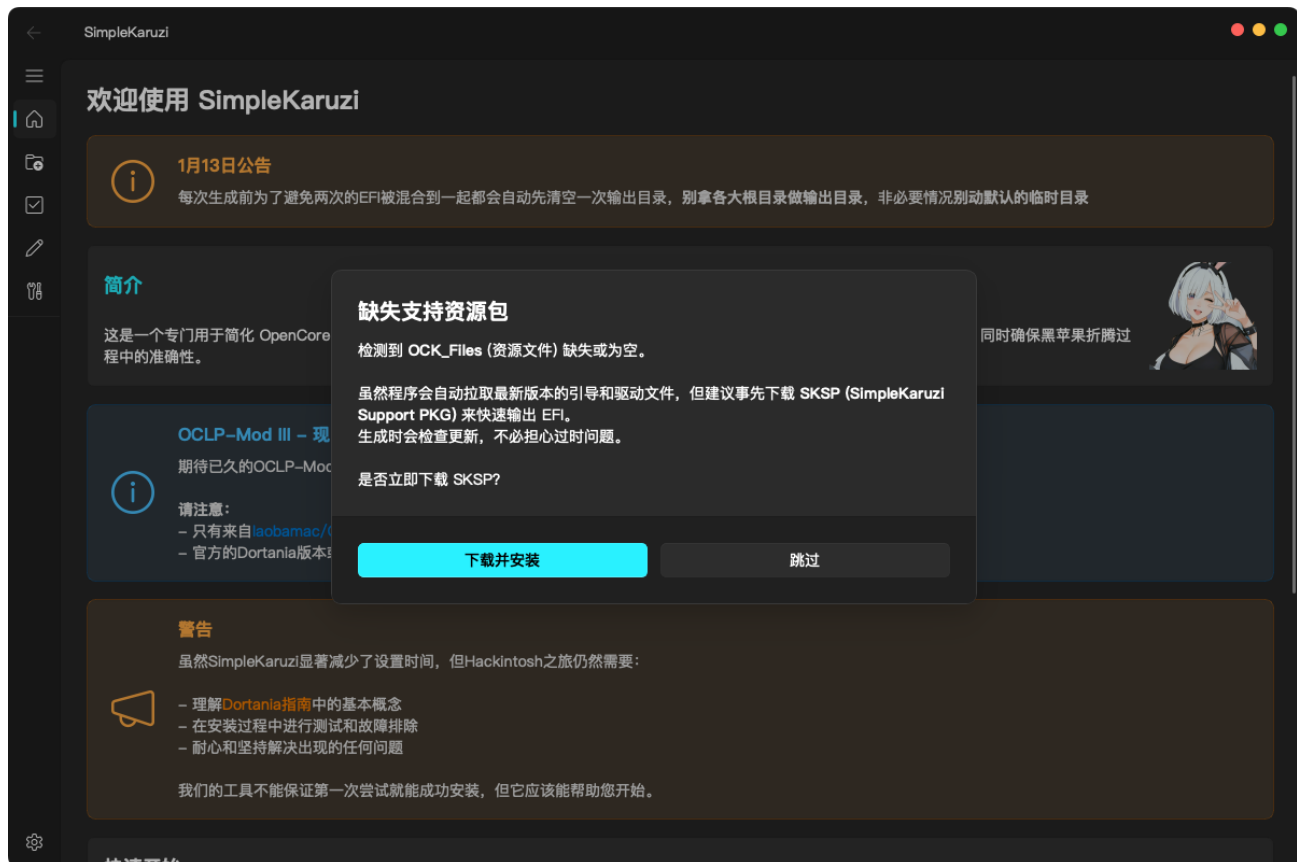 SimpleKaruzi
欢迎使用 SimpleKaruzi
1月13日公告
每次生成前为了避免两次的EFI被混合到一起都会自动先清空一次输出目录，别拿各大根目录做输出目录，非必要情况别动默认的临时目录
简介
这是一个专门用于简化 OpenCore
同时确保黑苹果折腾过
程中的准确性。
缺失支持资源包
检测到 OCK_Files (资源文件) 缺失或为空。
虽然程序会自动拉取最新版本的引导和驱动文件，但建议事先下载 SKSP (SimpleKaruzi
Support PKG) 来快速输出 EFI。
生成时会检查更新，不必担心过时问题。
是否立即下载 SKSP?
下载并安装
跳过
OCLP-Mod III – 现
期待已久的OCLP-Mod
请注意：
– 只有来自laobamac/
– 官方的Dortania版本
警告
虽然SimpleKaruzi显著减少了设置时间，但Hackintosh之旅仍然需要：
– 理解Dortania指南中的基本概念
– 在安装过程中进行测试和故障排除
– 耐心和坚持解决出现的任何问题
我们的工具不能保证第一次尝试就能成功安装，但它应该能帮助您开始。